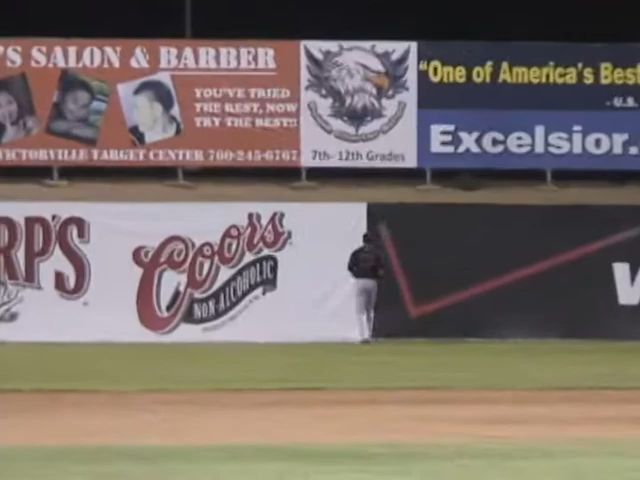 'S SALON & BARBER
YOU'VE TRIED
THE REST, NOW
TRY THE BEST!!
VICTORVILLE TARGET CENTER 760-245-6767
7th- 12th Grades
"One of America's Best
- U.S.
Excelsior.
RP'S
Coors
NON-ALCOHOLIC